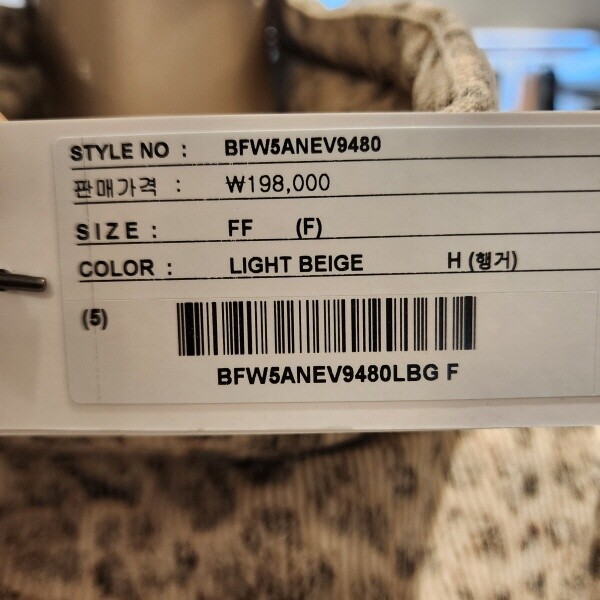 STYLE NO : BFW5ANEV9480
판매가격 : ₩198,000
SIZE : FF (F)
COLOR : LIGHT BEIGE H (행거)
(5)
BFW5ANEV9480LBG F